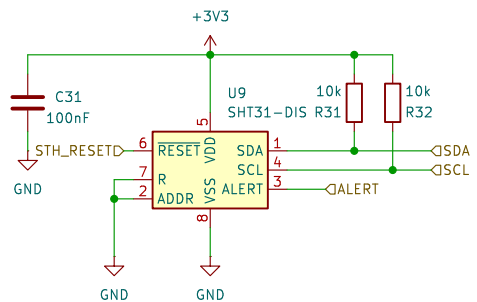 +3V3
C31
100nF
GND
U9
SHT31-DIS
10k
R31
10k
R32
STH_RESET
6
RESET
7
R
2
ADDR
5
VDD
VSS
8
SDA
1
SCL
4
ALERT
3
SDA
SCL
ALERT
GND
GND